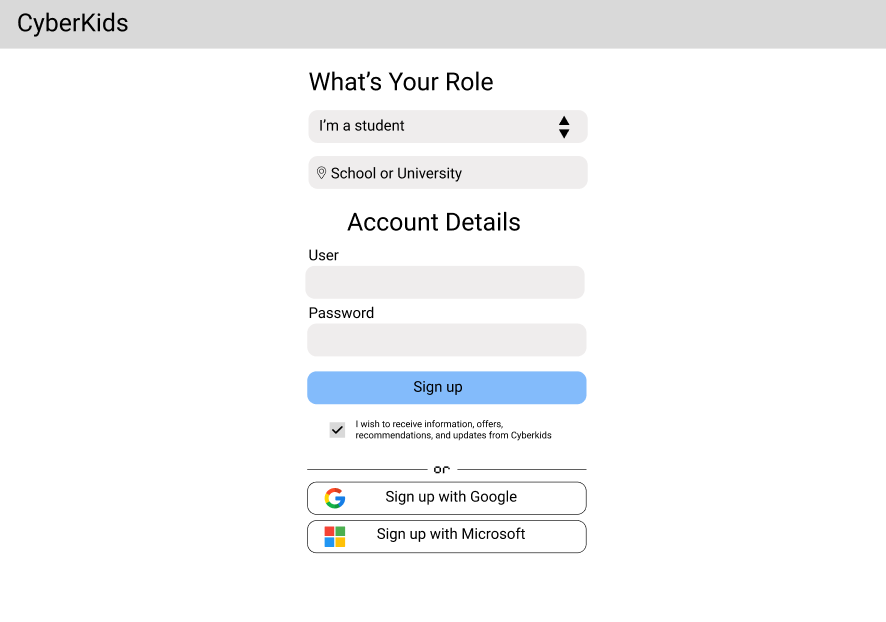 CyberKids
What’s Your Role
I’m a student
School or University
Account Details
User
Password
Sign up
I wish to receive information, offers,
recommendations, and updates from Cyberkids
or
Sign up with Google
Sign up with Microsoft